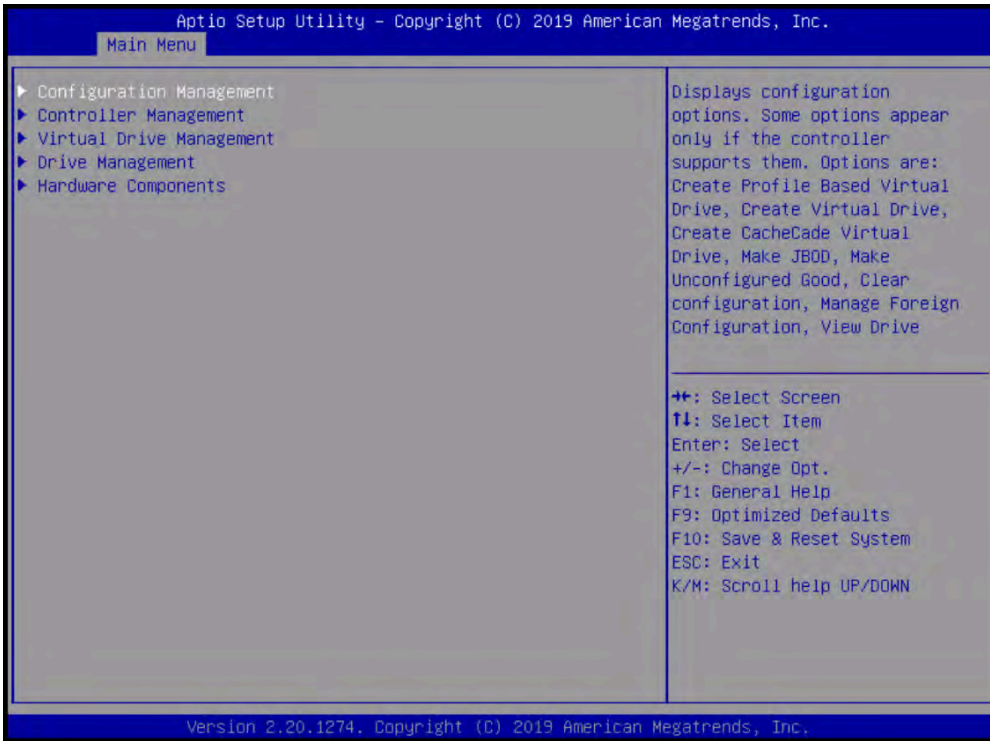 Aptio Setup Utility – Copyright (C) 2019 American Megatrends, Inc.
Main Menu
Configuration Management
Controller Management
Virtual Drive Management
Drive Management
Hardware Components
Displays configuration
options. Some options appear
only if the controller
supports them. Options are:
Create Profile Based Virtual
Drive, Create Virtual Drive,
Create CacheCade Virtual
Drive, Make JBOD, Make
Unconfigured Good, Clear
configuration, Manage Foreign
Configuration, View Drive
→←: Select Screen
↑↓: Select Item
Enter: Select
+/-: Change Opt.
F1: General Help
F9: Optimized Defaults
F10: Save & Reset System
ESC: Exit
K/M: Scroll help UP/DOWN
Version 2.20.1274. Copyright (C) 2019 American Megatrends, Inc.